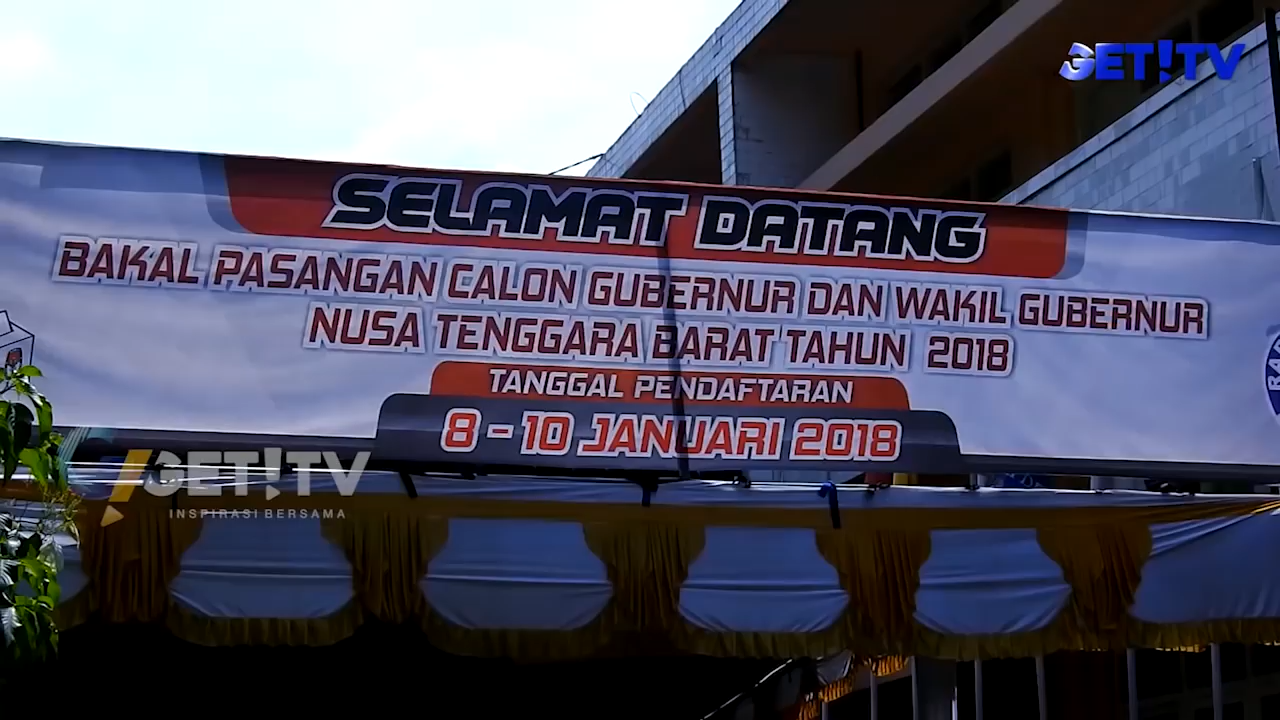 GET!TV
SELAMAT DATANG
BAKAL PASANGAN CALON GUBERNUR DAN WAKIL GUBERNUR
NUSA TENGGARA BARAT TAHUN 2018
TANGGAL PENDAFTARAN
8 - 10 JANUARI 2018
GET!TV
INSPIRASI BERSAMA